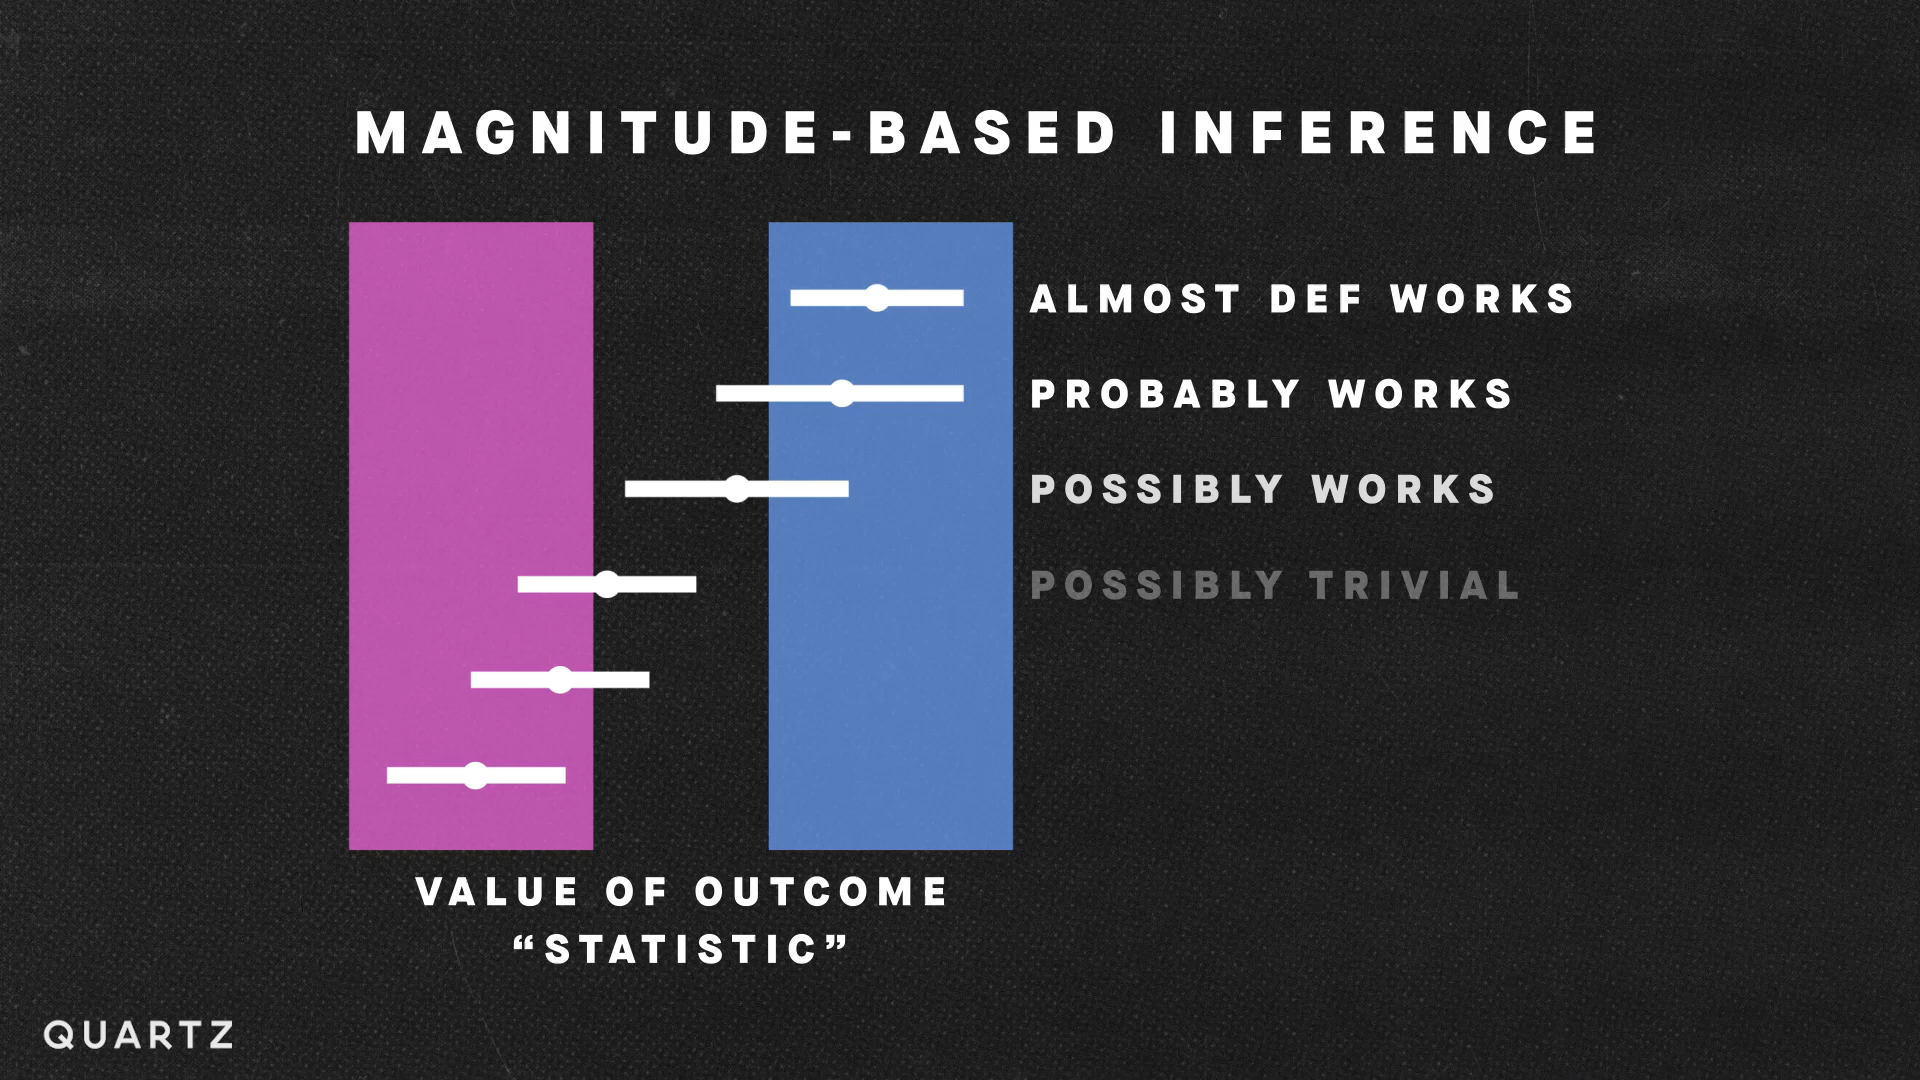 MAGNITUDE-BASED INFERENCE
ALMOST DEF WORKS
PROBABLY WORKS
POSSIBLY WORKS
POSSIBLY TRIVIAL
VALUE OF OUTCOME
“STATISTIC”
QUARTZ